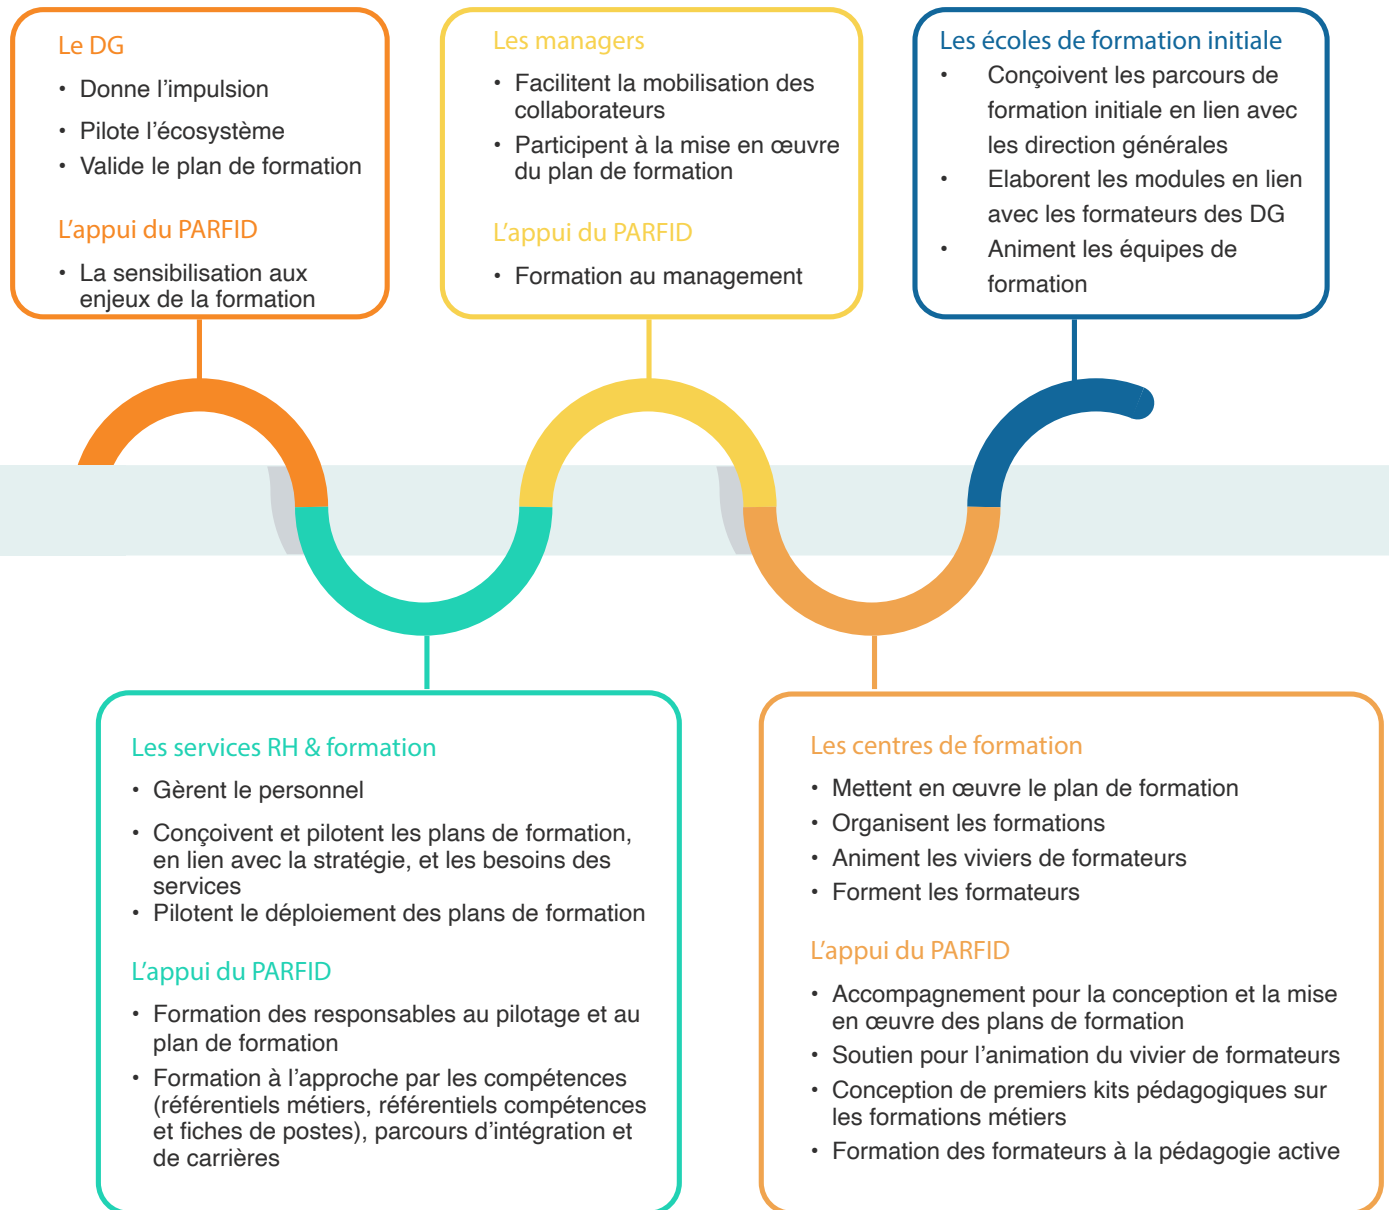 Le DG
• Donne l'impulsion
• Pilote l'écosystème
• Valide le plan de formation
L'appui du PARFID
• La sensibilisation aux
enjeux de la formation
Les managers
• Facilitent la mobilisation des
collaborateurs
• Participent à la mise en œuvre
du plan de formation
L'appui du PARFID
• Formation au management
Les écoles de formation initiale
• Conçoivent les parcours de
formation initiale en lien avec
les direction générales
• Elaborent les modules en lien
avec les formateurs des DG
• Animent les équipes de
formation
Les services RH & formation
• Gèrent le personnel
• Conçoivent et pilotent les plans de formation,
en lien avec la stratégie, et les besoins des
services
• Pilotent le déploiement des plans de formation
L'appui du PARFID
• Formation des responsables au pilotage et au
plan de formation
• Formation à l'approche par les compétences
(référentiels métiers, référentiels compétences
et fiches de postes), parcours d'intégration et
de carrières
Les centres de formation
• Mettent en œuvre le plan de formation
• Organisent les formations
• Animent les viviers de formateurs
• Forment les formateurs
L'appui du PARFID
• Accompagnement pour la conception et la mise
en œuvre des plans de formation
• Soutien pour l'animation du vivier de formateurs
• Conception de premiers kits pédagogiques sur
les formations métiers
• Formation des formateurs à la pédagogie active